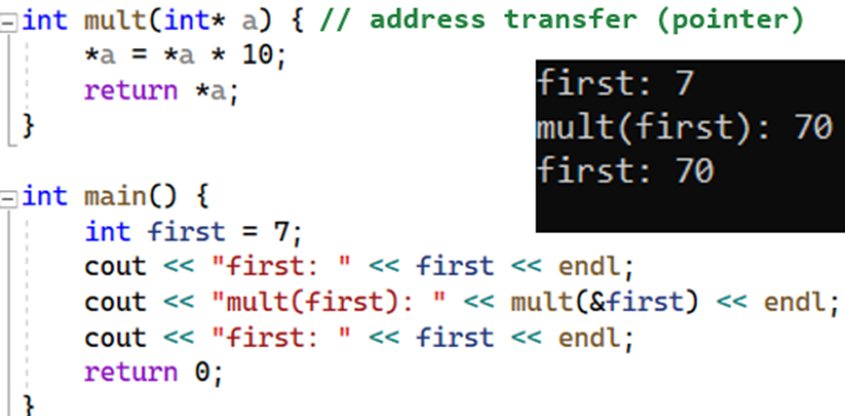 int mult(int* a) { // address transfer (pointer)
*a = *a * 10;
return *a;
}
first: 7
mult(first): 70
first: 70
int main() {
int first = 7;
cout << "first: " << first << endl;
cout << "mult(first): " << mult(&first) << endl;
cout << "first: " << first << endl;
return 0;
}